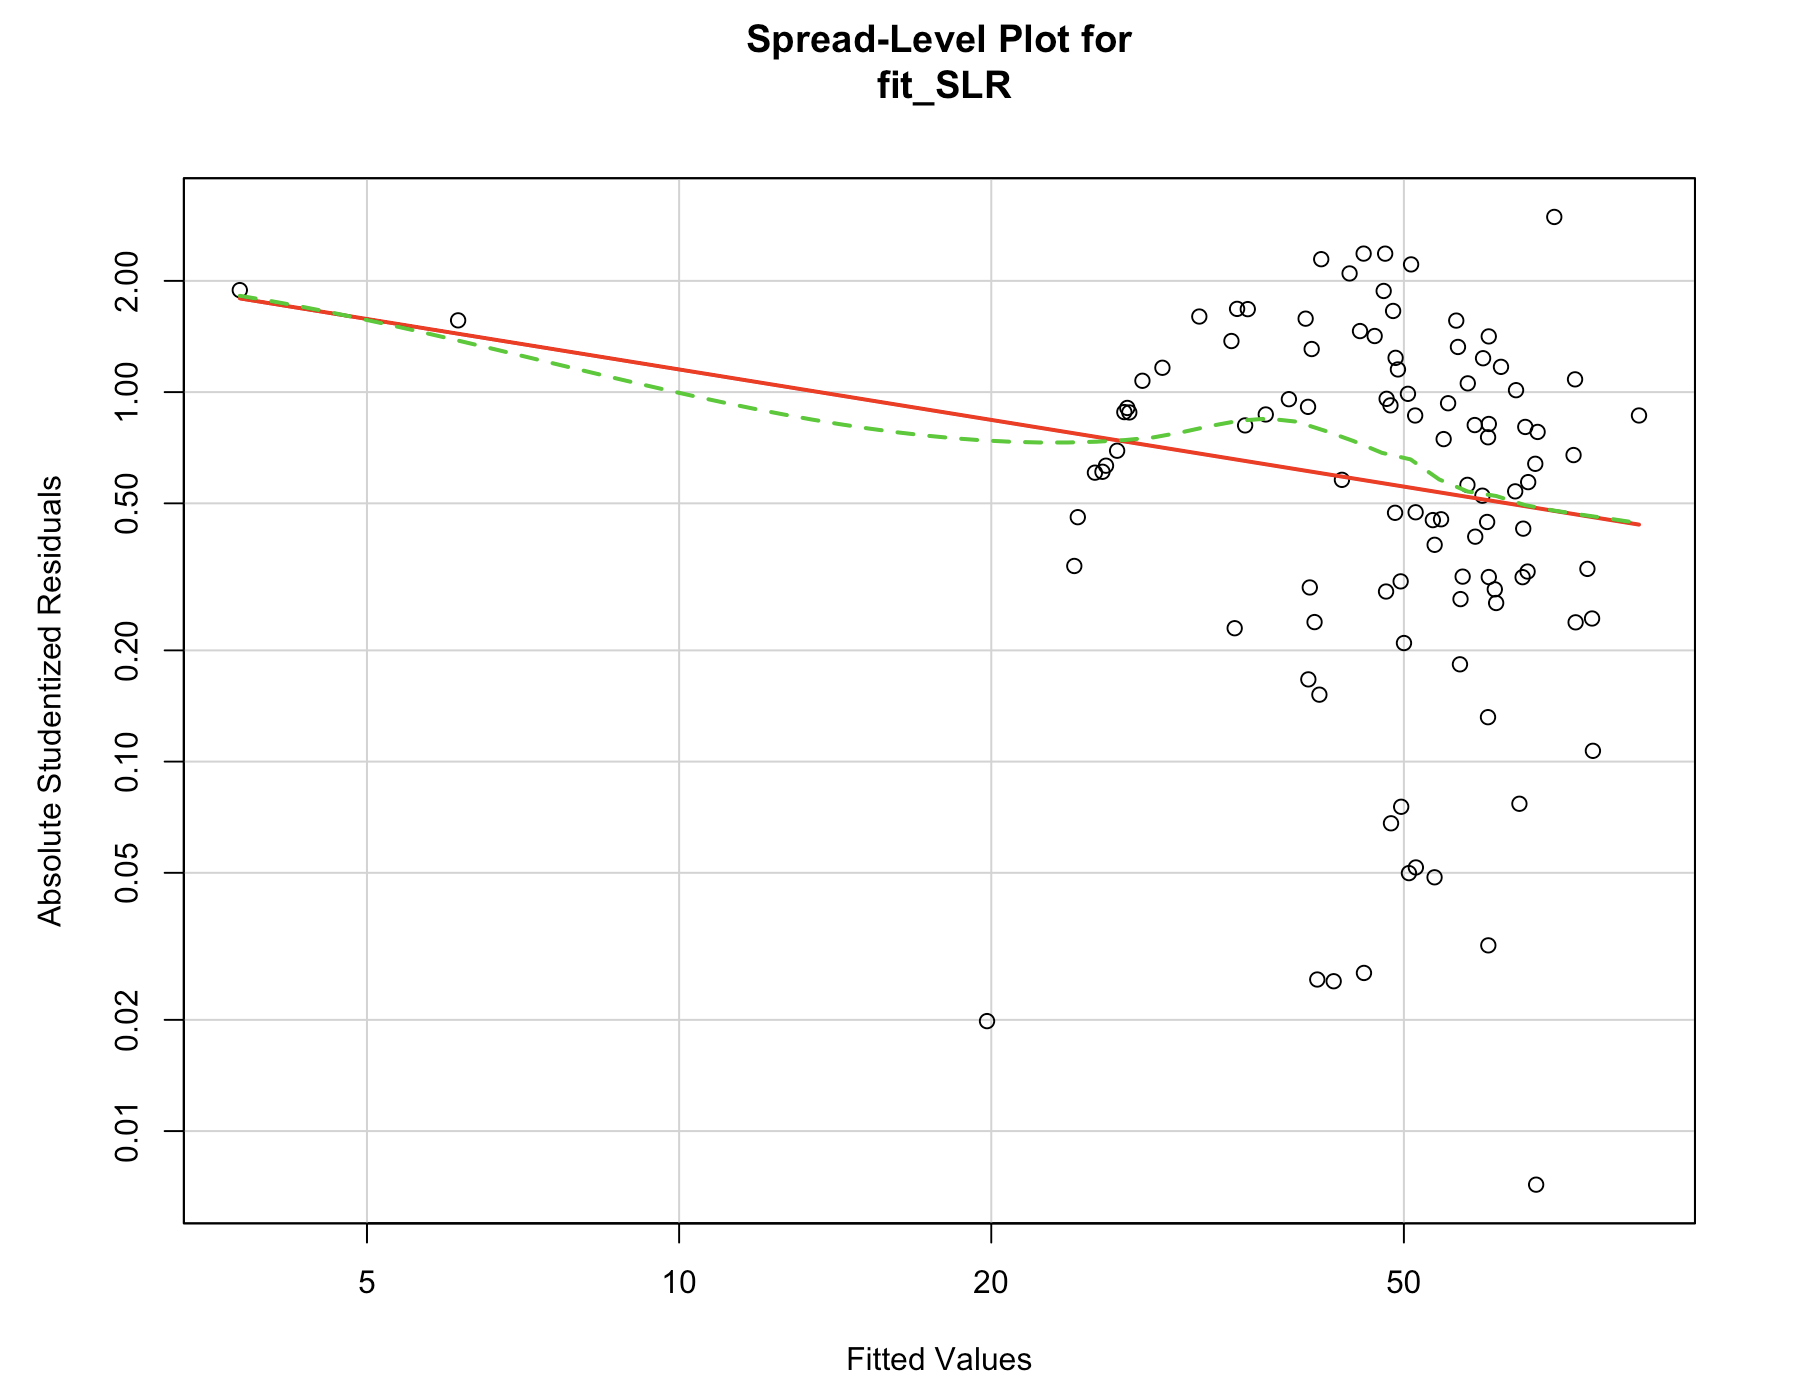 Spread-Level Plot for
fit_SLR
Absolute Studentized Residuals
2.00
1.00
0.50
0.20
0.10
0.05
0.02
0.01
5 10 20 50
Fitted Values